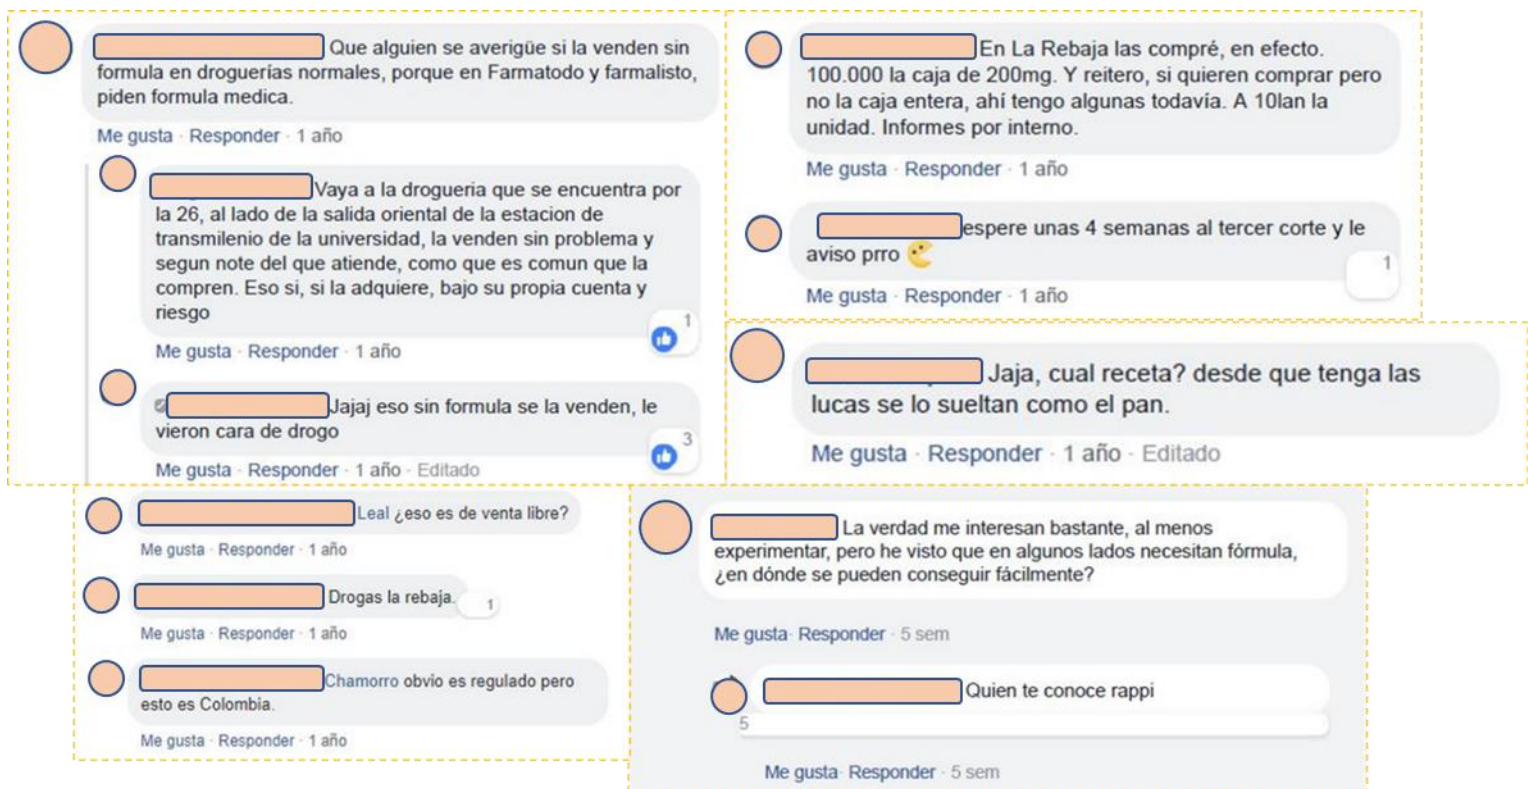 Que alguien se averigüe si la venden sin
formula en droguerías normales, porque en Farmatodo y farmalisto,
piden formula medica.
Me gusta · Responder · 1 año
Vaya a la drogueria que se encuentra por
la 26, al lado de la salida oriental de la estacion de
transmilenio de la universidad, la venden sin problema y
segun note del que atiende, como que es comun que la
compren. Eso si, si la adquiere, bajo su propia cuenta y
riesgo
1
Me gusta · Responder · 1 año
Jajaj eso sin formula se la venden, le
vieron cara de drogo
3
Me gusta · Responder · 1 año · Editado
En La Rebaja las compré, en efecto.
100.000 la caja de 200mg. Y reitero, si quieren comprar pero
no la caja entera, ahí tengo algunas todavía. A 10lan la
unidad. Informes por interno.
Me gusta · Responder · 1 año
espere unas 4 semanas al tercer corte y le
aviso prro
1
Me gusta · Responder · 1 año
Jaja, cual receta? desde que tenga las
lucas se lo sueltan como el pan.
Me gusta · Responder · 1 año · Editado
Leal ¿eso es de venta libre?
Me gusta · Responder · 1 año
Drogas la rebaja.
1
Me gusta · Responder · 1 año
Chamorro obvio es regulado pero
esto es Colombia.
Me gusta · Responder · 1 año
La verdad me interesan bastante, al menos
experimentar, pero he visto que en algunos lados necesitan fórmula,
¿en dónde se pueden conseguir fácilmente?
Me gusta · Responder · 5 sem
Quien te conoce rappi
5
Me gusta · Responder · 5 sem